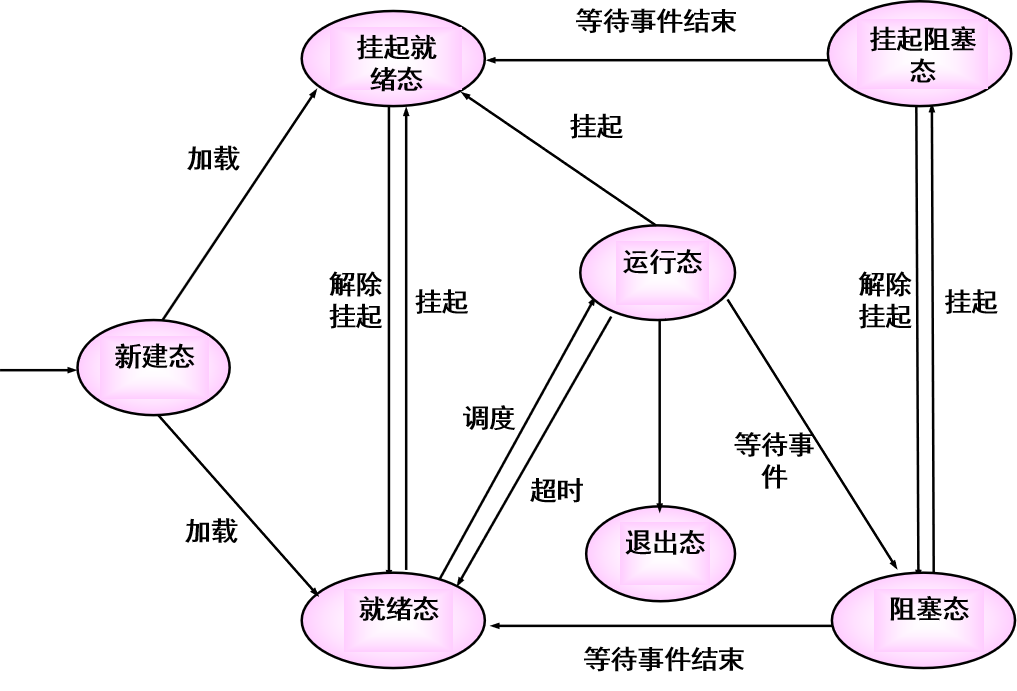 等待事件结束
挂起就
绪态
挂起阻塞
态
挂起
加载
运行态
解除
挂起
挂起
解除
挂起
挂起
新建态
调度
等待事
件
超时
加载
退出态
就绪态
阻塞态
等待事件结束